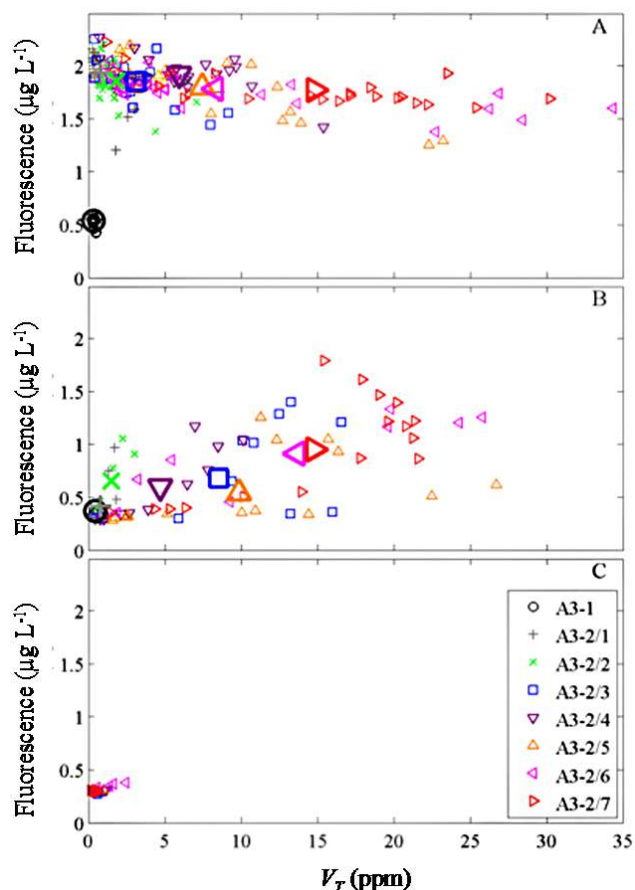 A
Fluorescence (µg L-1)
2
1.5
1
0.5
0
B
Fluorescence (µg L-1)
2
1.5
1
0.5
0
C
Fluorescence (µg L-1)
2
1.5
1
0.5
0
A3-1
A3-2/1
A3-2/2
A3-2/3
A3-2/4
A3-2/5
A3-2/6
A3-2/7
0 5 10 15 20 25 30 35
VT (ppm)